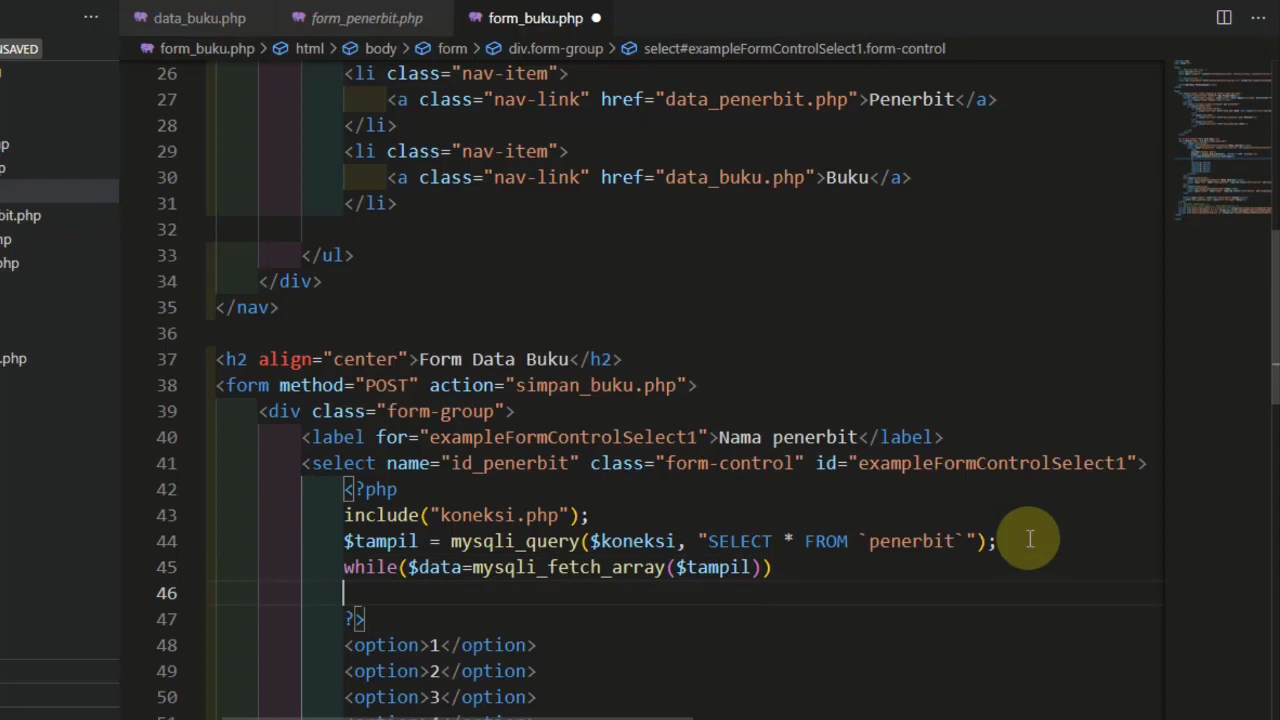 data_buku.php form_penerbit.php form_buku.php
NSAVED
form_buku.php > html > body > form > div.form-group > select#exampleFormControlSelect1.form-control
26 <li class="nav-item">
27 <a class="nav-link" href="data_penerbit.php">Penerbit</a>
28 </li>
29 <li class="nav-item">
30 <a class="nav-link" href="data_buku.php">Buku</a>
31 </li>
32
33 </ul>
34 </div>
35 </nav>
36
37 <h2 align="center">Form Data Buku</h2>
38 <form method="POST" action="simpan_buku.php">
39 <div class="form-group">
40 <label for="exampleFormControlSelect1">Nama penerbit</label>
41 <select name="id_penerbit" class="form-control" id="exampleFormControlSelect1">
42 <?php
43 include("koneksi.php");
44 $tampil = mysqli_query($koneksi, "SELECT * FROM `penerbit`");
45 while($data=mysqli_fetch_array($tampil))
46
47 ?>
48 <option>1</option>
49 <option>2</option>
50 <option>3</option>
bit.php
.php